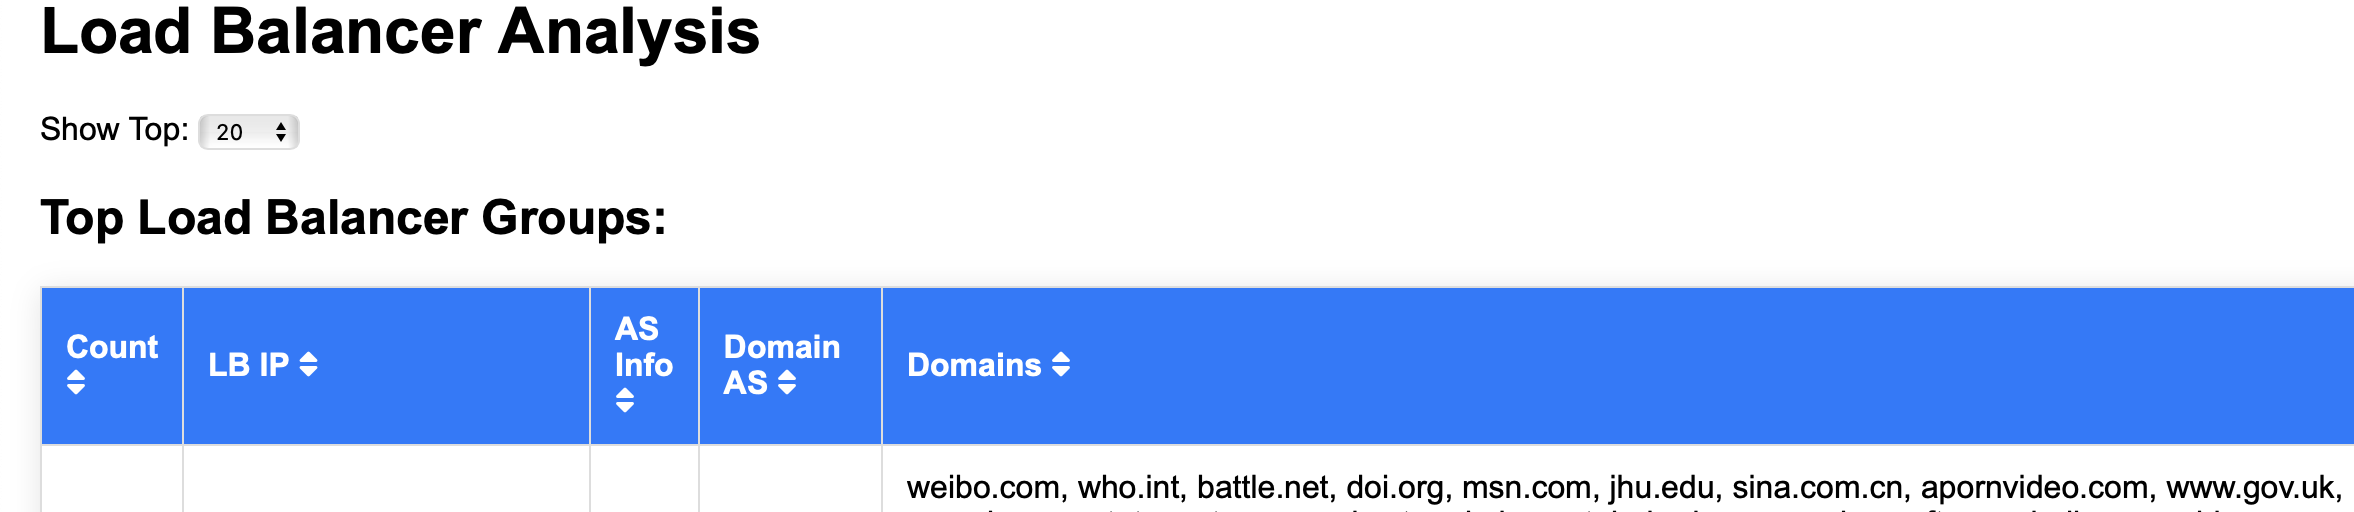 Load Balancer Analysis
Show Top: 20
Top Load Balancer Groups:
Count
LB IP
AS
Info
Domain
AS
Domains
weibo.com, who.int, battle.net, doi.org, msn.com, jhu.edu, sina.com.cn, apornvideo.com, www.gov.uk,